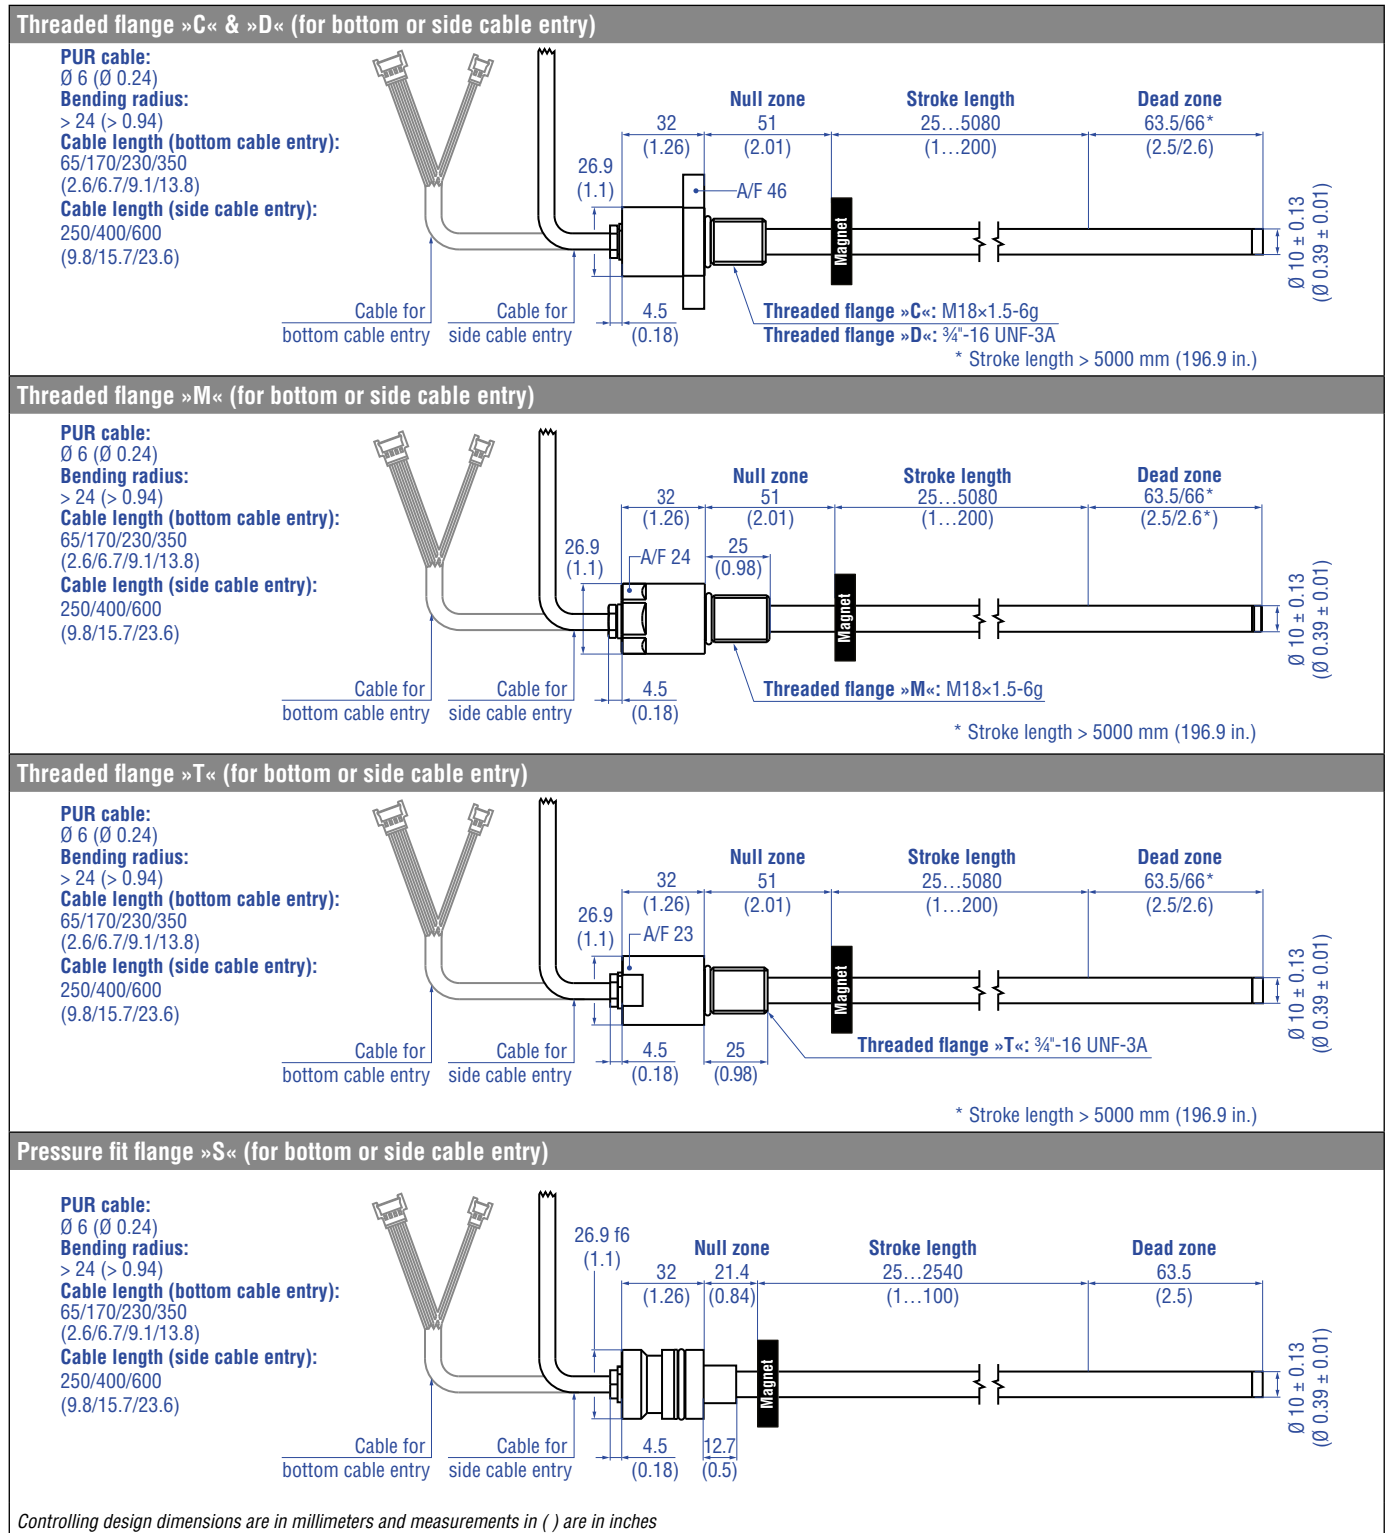 Threaded flange »C« & »D« (for bottom or side cable entry)
PUR cable:
Ø 6 (Ø 0.24)
Bending radius:
> 24 (> 0.94)
Cable length (bottom cable entry):
65/170/230/350
(2.6/6.7/9.1/13.8)
Cable length (side cable entry):
250/400/600
(9.8/15.7/23.6)
Null zone Stroke length Dead zone
32 51 25…5080 63.5/66*
(1.26) (2.01) (1…200) (2.5/2.6)
26.9
(1.1)
A/F 46
Magnet
Ø 10 ± 0.13
(Ø 0.39 ± 0.01)
Cable for
bottom cable entry
Cable for
side cable entry
4.5
(0.18)
Threaded flange »C«: M18×1.5-6g
Threaded flange »D«: ¾"-16 UNF-3A
* Stroke length > 5000 mm (196.9 in.)
Threaded flange »M« (for bottom or side cable entry)
PUR cable:
Ø 6 (Ø 0.24)
Bending radius:
> 24 (> 0.94)
Cable length (bottom cable entry):
65/170/230/350
(2.6/6.7/9.1/13.8)
Cable length (side cable entry):
250/400/600
(9.8/15.7/23.6)
Null zone Stroke length Dead zone
32 51 25…5080 63.5/66*
(1.26) (2.01) (1…200) (2.5/2.6*)
26.9
(1.1)
A/F 24
25
(0.98)
Magnet
Ø 10 ± 0.13
(Ø 0.39 ± 0.01)
Cable for
bottom cable entry
Cable for
side cable entry
4.5
(0.18)
Threaded flange »M«: M18×1.5-6g
* Stroke length > 5000 mm (196.9 in.)
Threaded flange »T« (for bottom or side cable entry)
PUR cable:
Ø 6 (Ø 0.24)
Bending radius:
> 24 (> 0.94)
Cable length (bottom cable entry):
65/170/230/350
(2.6/6.7/9.1/13.8)
Cable length (side cable entry):
250/400/600
(9.8/15.7/23.6)
Null zone Stroke length Dead zone
32 51 25…5080 63.5/66*
(1.26) (2.01) (1…200) (2.5/2.6)
26.9
(1.1)
A/F 23
Magnet
Ø 10 ± 0.13
(Ø 0.39 ± 0.01)
Threaded flange »T«: ¾"-16 UNF-3A
Cable for
bottom cable entry
Cable for
side cable entry
4.5
(0.18)
25
(0.98)
* Stroke length > 5000 mm (196.9 in.)
Pressure fit flange »S« (for bottom or side cable entry)
PUR cable:
Ø 6 (Ø 0.24)
Bending radius:
> 24 (> 0.94)
Cable length (bottom cable entry):
65/170/230/350
(2.6/6.7/9.1/13.8)
Cable length (side cable entry):
250/400/600
(9.8/15.7/23.6)
26.9 f6
(1.1)
Null zone Stroke length Dead zone
32 21.4 25…2540 63.5
(1.26) (0.84) (1…100) (2.5)
Magnet
Ø 10 ± 0.13
(Ø 0.39 ± 0.01)
Cable for
bottom cable entry
Cable for
side cable entry
4.5
(0.18)
12.7
(0.5)
Controlling design dimensions are in millimeters and measurements in ( ) are in inches